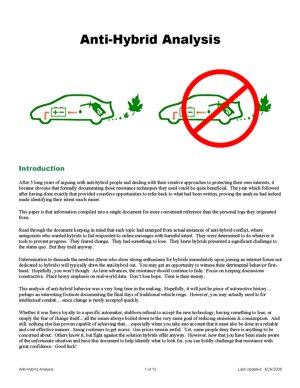 Anti-Hybrid Analysis
Introduction
After 5 long years of arguing with anti-hybrid people and dealing with their creative approaches to protecting their own interests, it
became obvious that formally documenting those resistance techniques they used could be quite beneficial. The year which followed
after having done exactly that provided countless opportunities to refer back to what had been written, proving the analysis had indeed
made identifying their intent much easier.
This paper is that information compiled into a single document for more convenient reference than the personal logs they originated
from.
Read through the document keeping in mind that each topic had emerged from actual instances of anti-hybrid conflict, where
antagonists who wanted hybrids to fail responded to online messages with harmful intent. They were determined to do whatever it
took to prevent progress. They feared change. They had something to lose. They knew hybrids presented a significant challenge to
the status quo. But they tried anyway.
Determination to dissuade the newbies (those who show strong enthusiasm for hybrids immediately upon joining an internet forum
dedicated to hybrids) will typically draw the anti-hybrid out. You may get an opportunity to witness their determined behavior first-
hand. Hopefully, you won't though. As time advances, the resistance should continue to fade. Focus on keeping discussions
constructive. Place heavy emphasis on real-world data. Don't lose hope. Time is their enemy.
This analysis of anti-hybrid behavior was a very long time in the making. Hopefully, it will just be piece of automotive history...
perhaps an interesting footnote documenting the final days of traditional vehicle reign. However, you may actually need to for
intellectual combat... since change is rarely accepted quickly.
Whether it was fierce loyalty to a specific automaker, stubborn refusal to accept the new technology, having something to lose, or
simply the fear of change itself... all the issues always boiled down to the very same goal of reducing emissions & consumption. And
still, nothing else has proven capable of achieving that... especially when you take into account that it must also be done in reliable
and cost effective manner. Smog continues to get worse. Gas prices remain awful. Yet, some people deny there is anything to be
concerned about. Others know it, but fight against the solution hybrids offer anyway. However, now that you have been made aware
of the unfortunate situation and have this document to help identify what to look for, you can boldly challenge that resistance with
great confidence. Good luck!
Anti-Hybrid Analysis 1 of 13 Last Updated: 9/24/2006